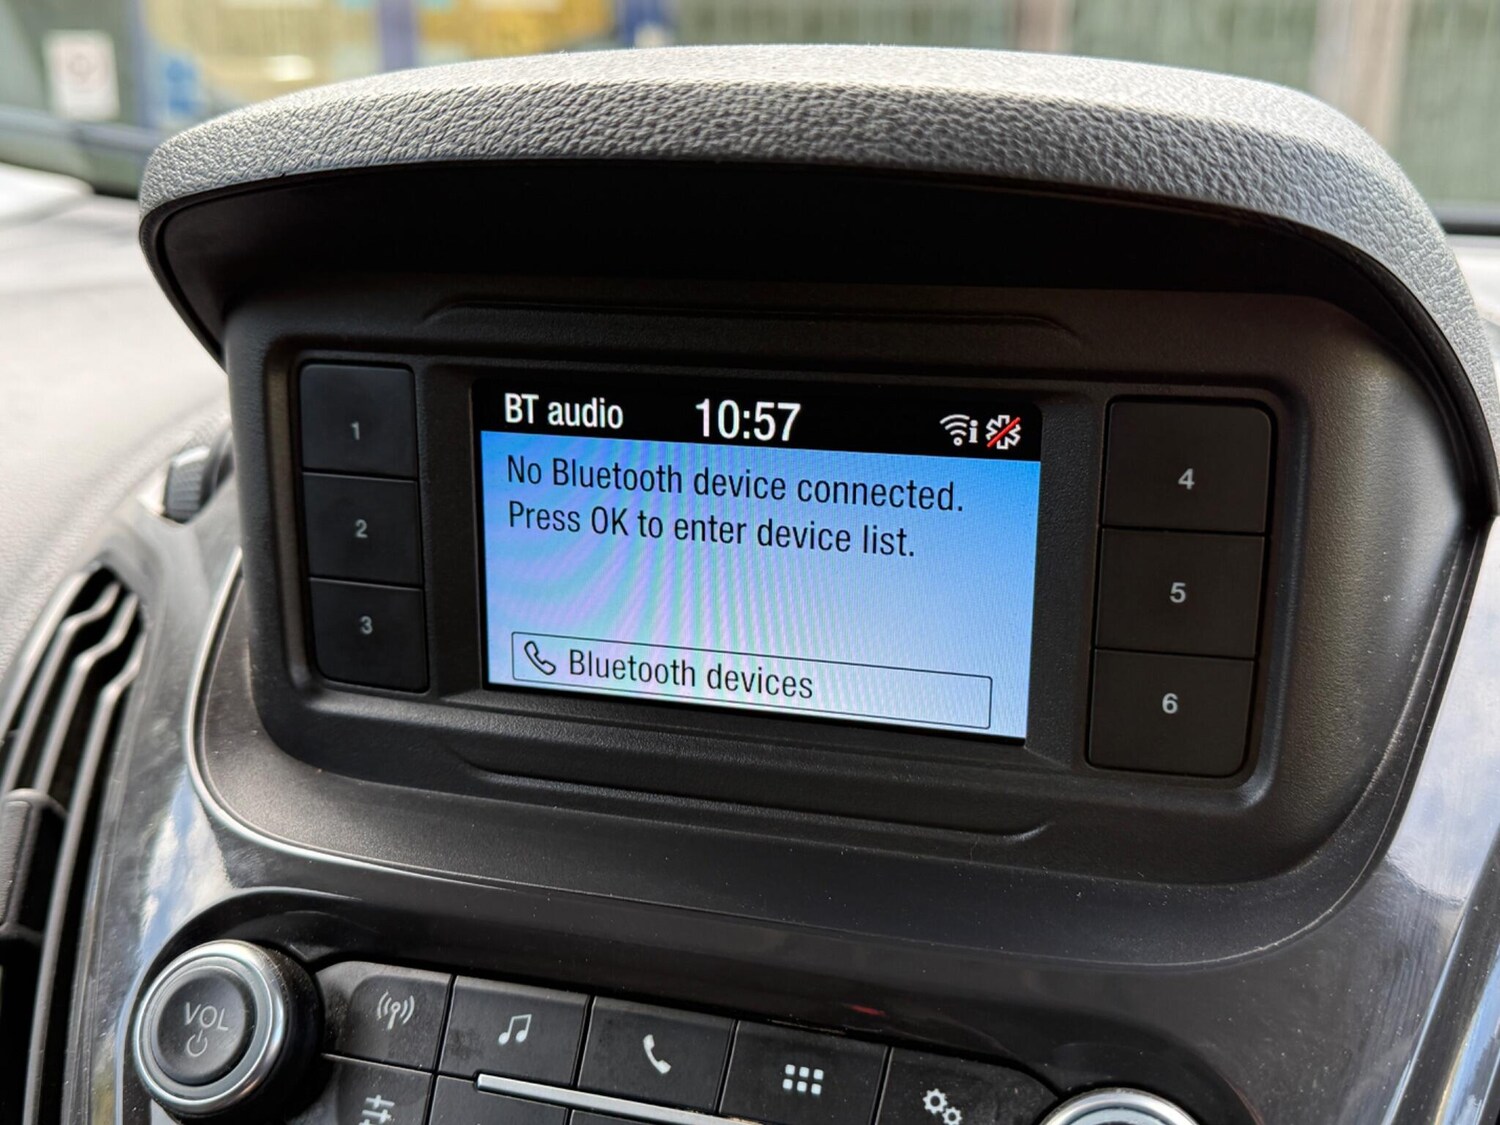 BT audio 10:57 i
No Bluetooth device connected.
Press OK to enter device list.
Bluetooth devices
1
2
3
4
5
6
VOL